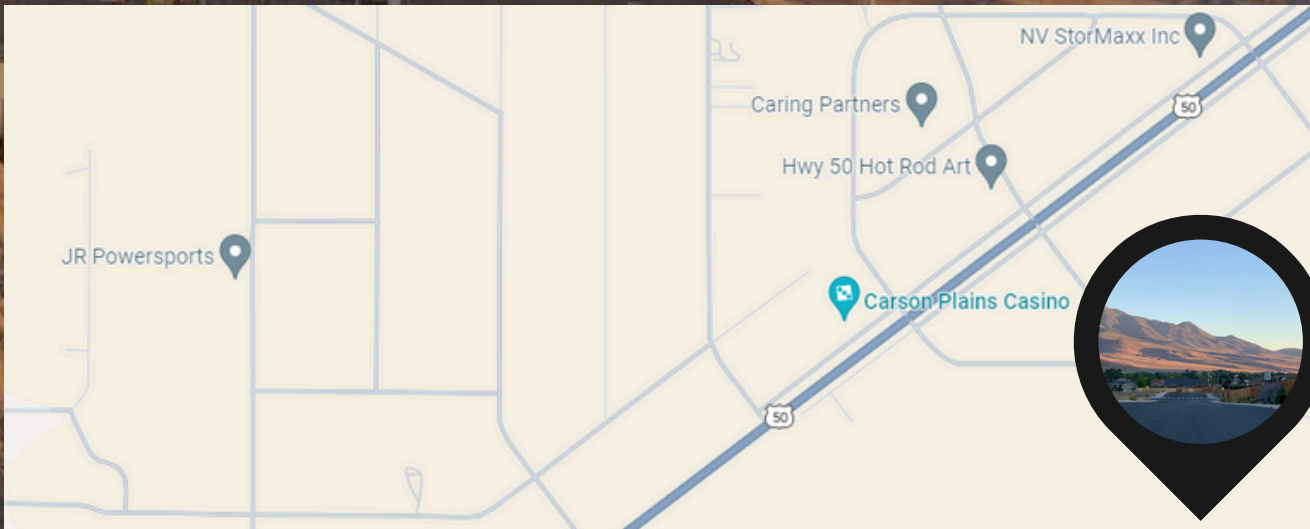 NV StorMaxx Inc
50
Caring Partners
Hwy 50 Hot Rod Art
JR Powersports
Carson Plains Casino
50